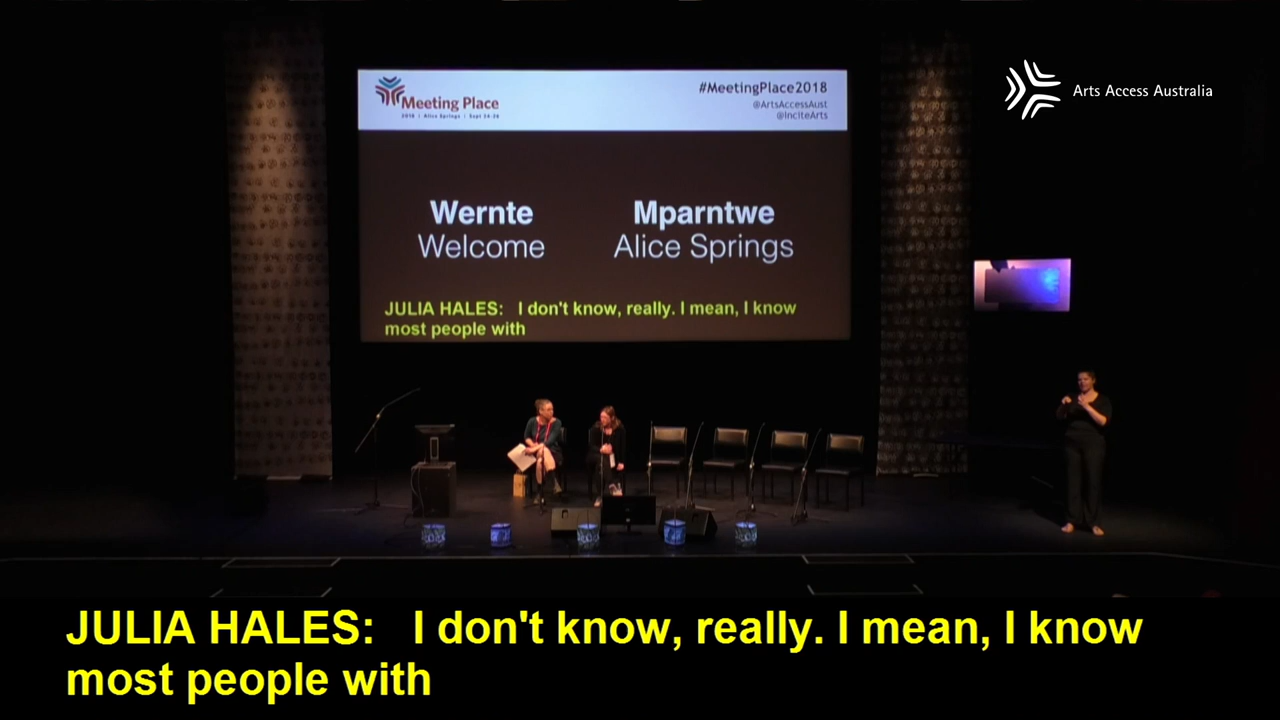 Meeting Place
2018 | Alice Springs | Sept 24-26
#MeetingPlace2018
@ArtsAccessAust
@InciteArts
Arts Access Australia
Wernte
Welcome
Mparntwe
Alice Springs
JULIA HALES: I don't know, really. I mean, I know
most people with
JULIA HALES: I don't know, really. I mean, I know
most people with